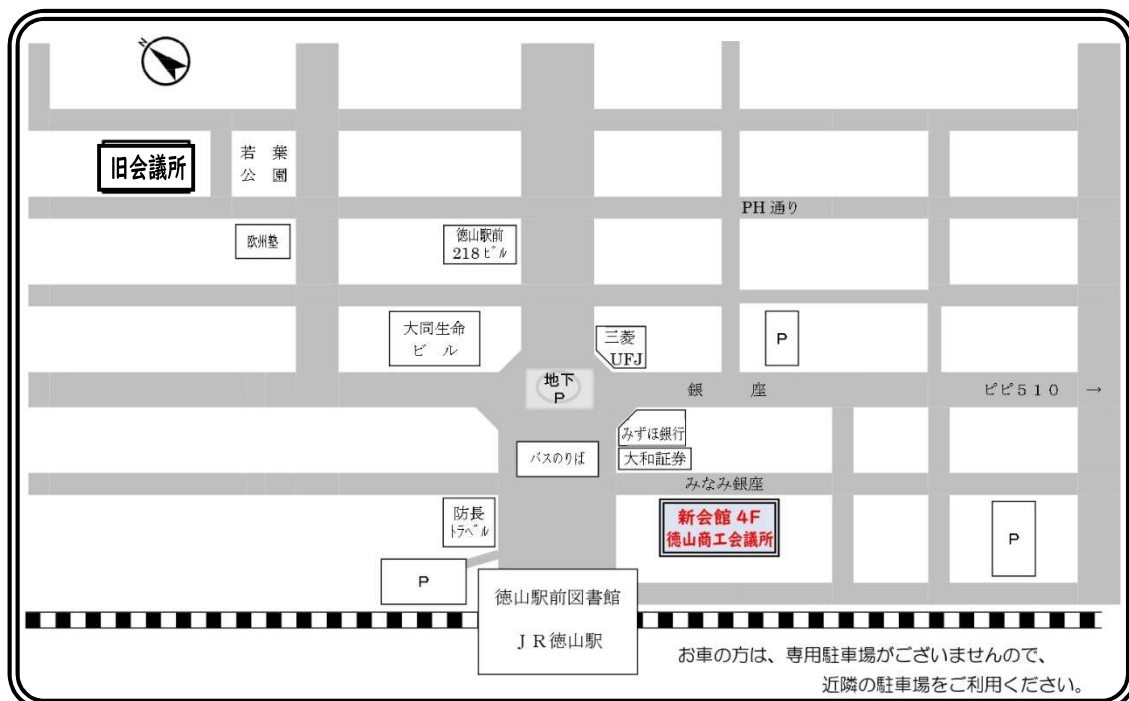 N
旧会議所
若 葉
公 園
PH 通り
欧州塾
徳山駅前
218ﾋﾞﾙ
大同生命
ビ ル
三菱
UFJ
P
地下
P
銀 座
ピピ510 →
みずほ銀行
大和証券
バスのりば
みなみ銀座
防長
ﾄﾗﾍﾞﾙ
新会館 4F
徳山商工会議所
P
P
徳山駅前図書館
JR徳山駅
お車の方は、専用駐車場がございませんので、
近隣の駐車場をご利用ください。